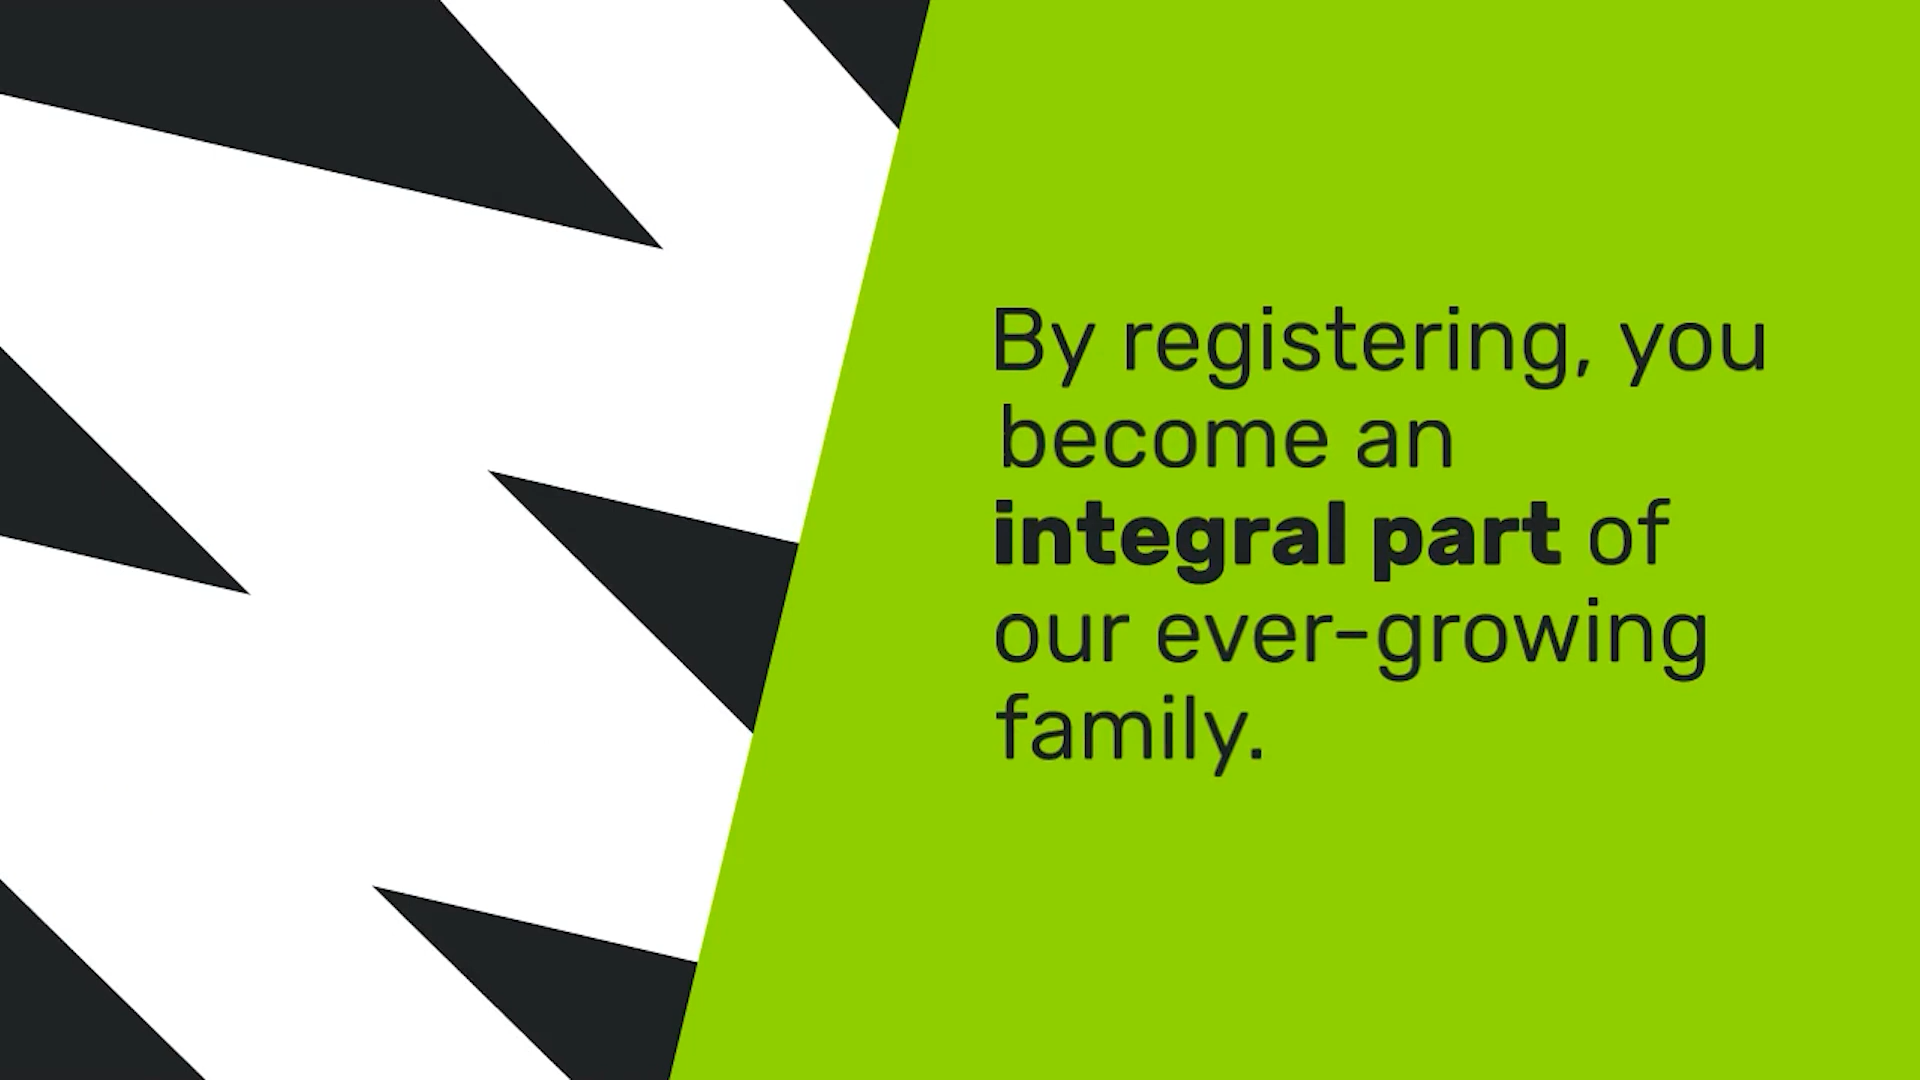 By registering, you
become an
integral part of
our ever-growing
family.